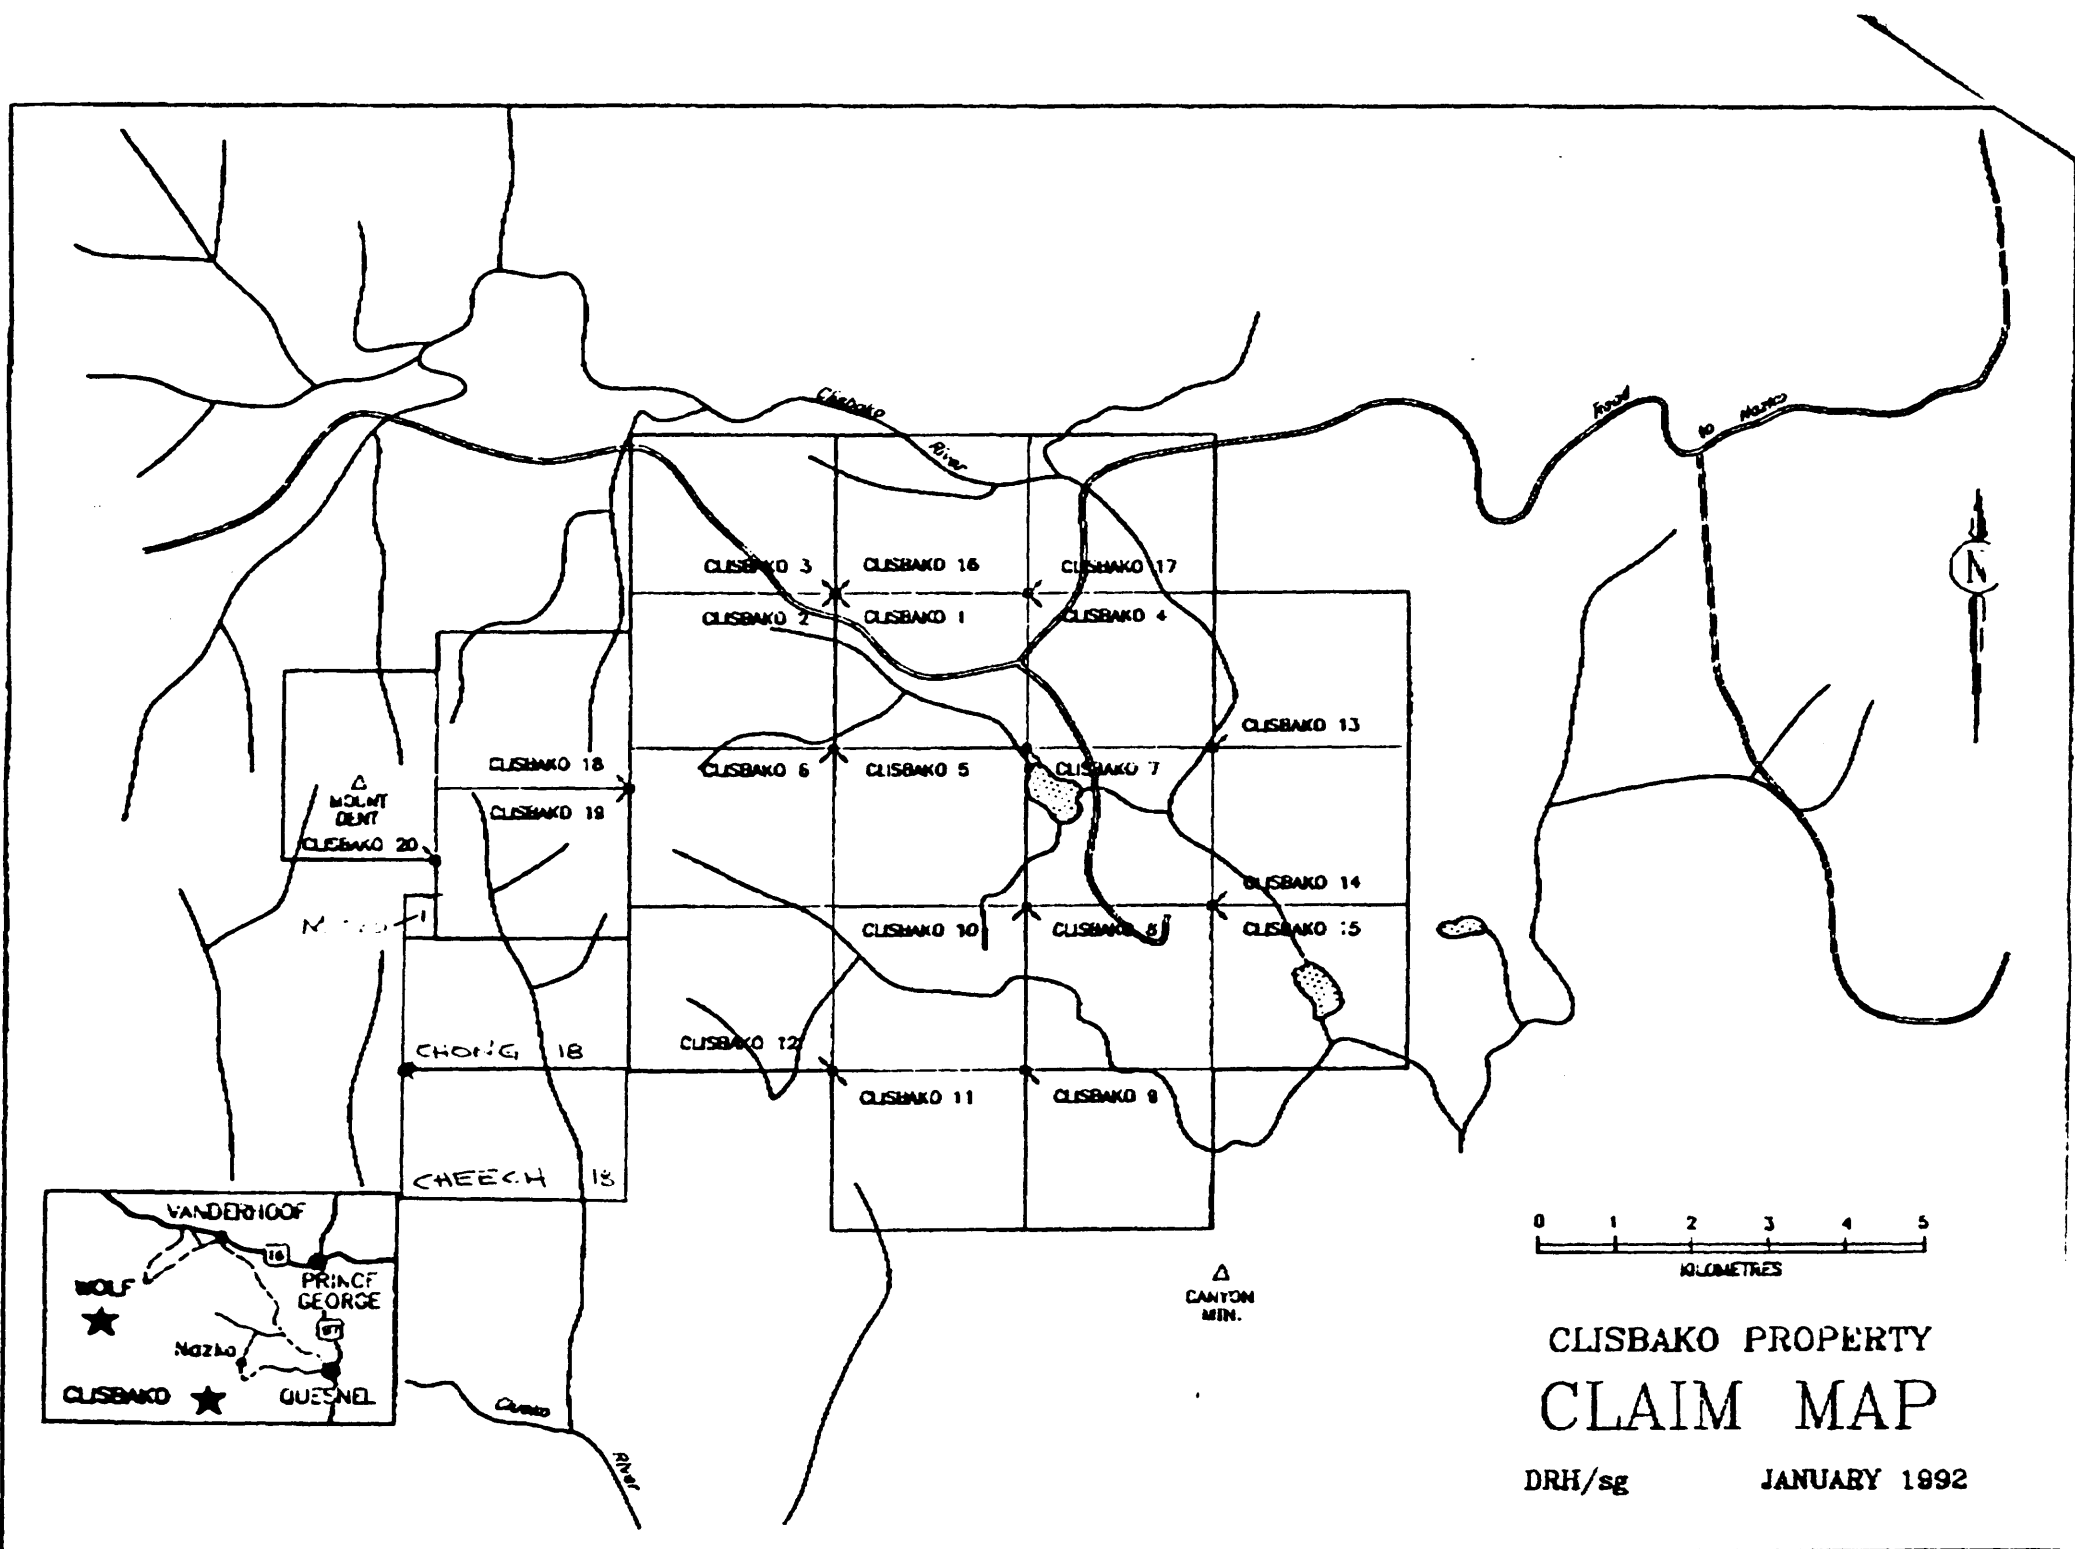 Clisbako
River
Road
to Nazko
CLISBAKO 3
CLISBAKO 16
CLISBAKO 17
CLISBAKO 2
CLISBAKO 1
CLISBAKO 4
N
CLISBAKO 13
CLISBAKO 18
CLISBAKO 6
CLISBAKO 5
CLISBAKO 7
MOUNT
DENT
CLISBAKO 19
CLISBAKO 20
1
CLISBAKO 14
CLISBAKO 10
CLISBAKO 8
CLISBAKO 15
CHONG 18
CLISBAKO 12
CLISBAKO 11
CLISBAKO 9
CHEECH 18
VANDERHOOF
16
PRINCE
GEORGE
WOLF
97
Nazko
CLISBAKO
QUESNEL
River
CANYON
MTN.
0 1 2 3 4 5
KILOMETRES
CLISBAKO PROPERTY
CLAIM MAP
DRH/sg JANUARY 1992